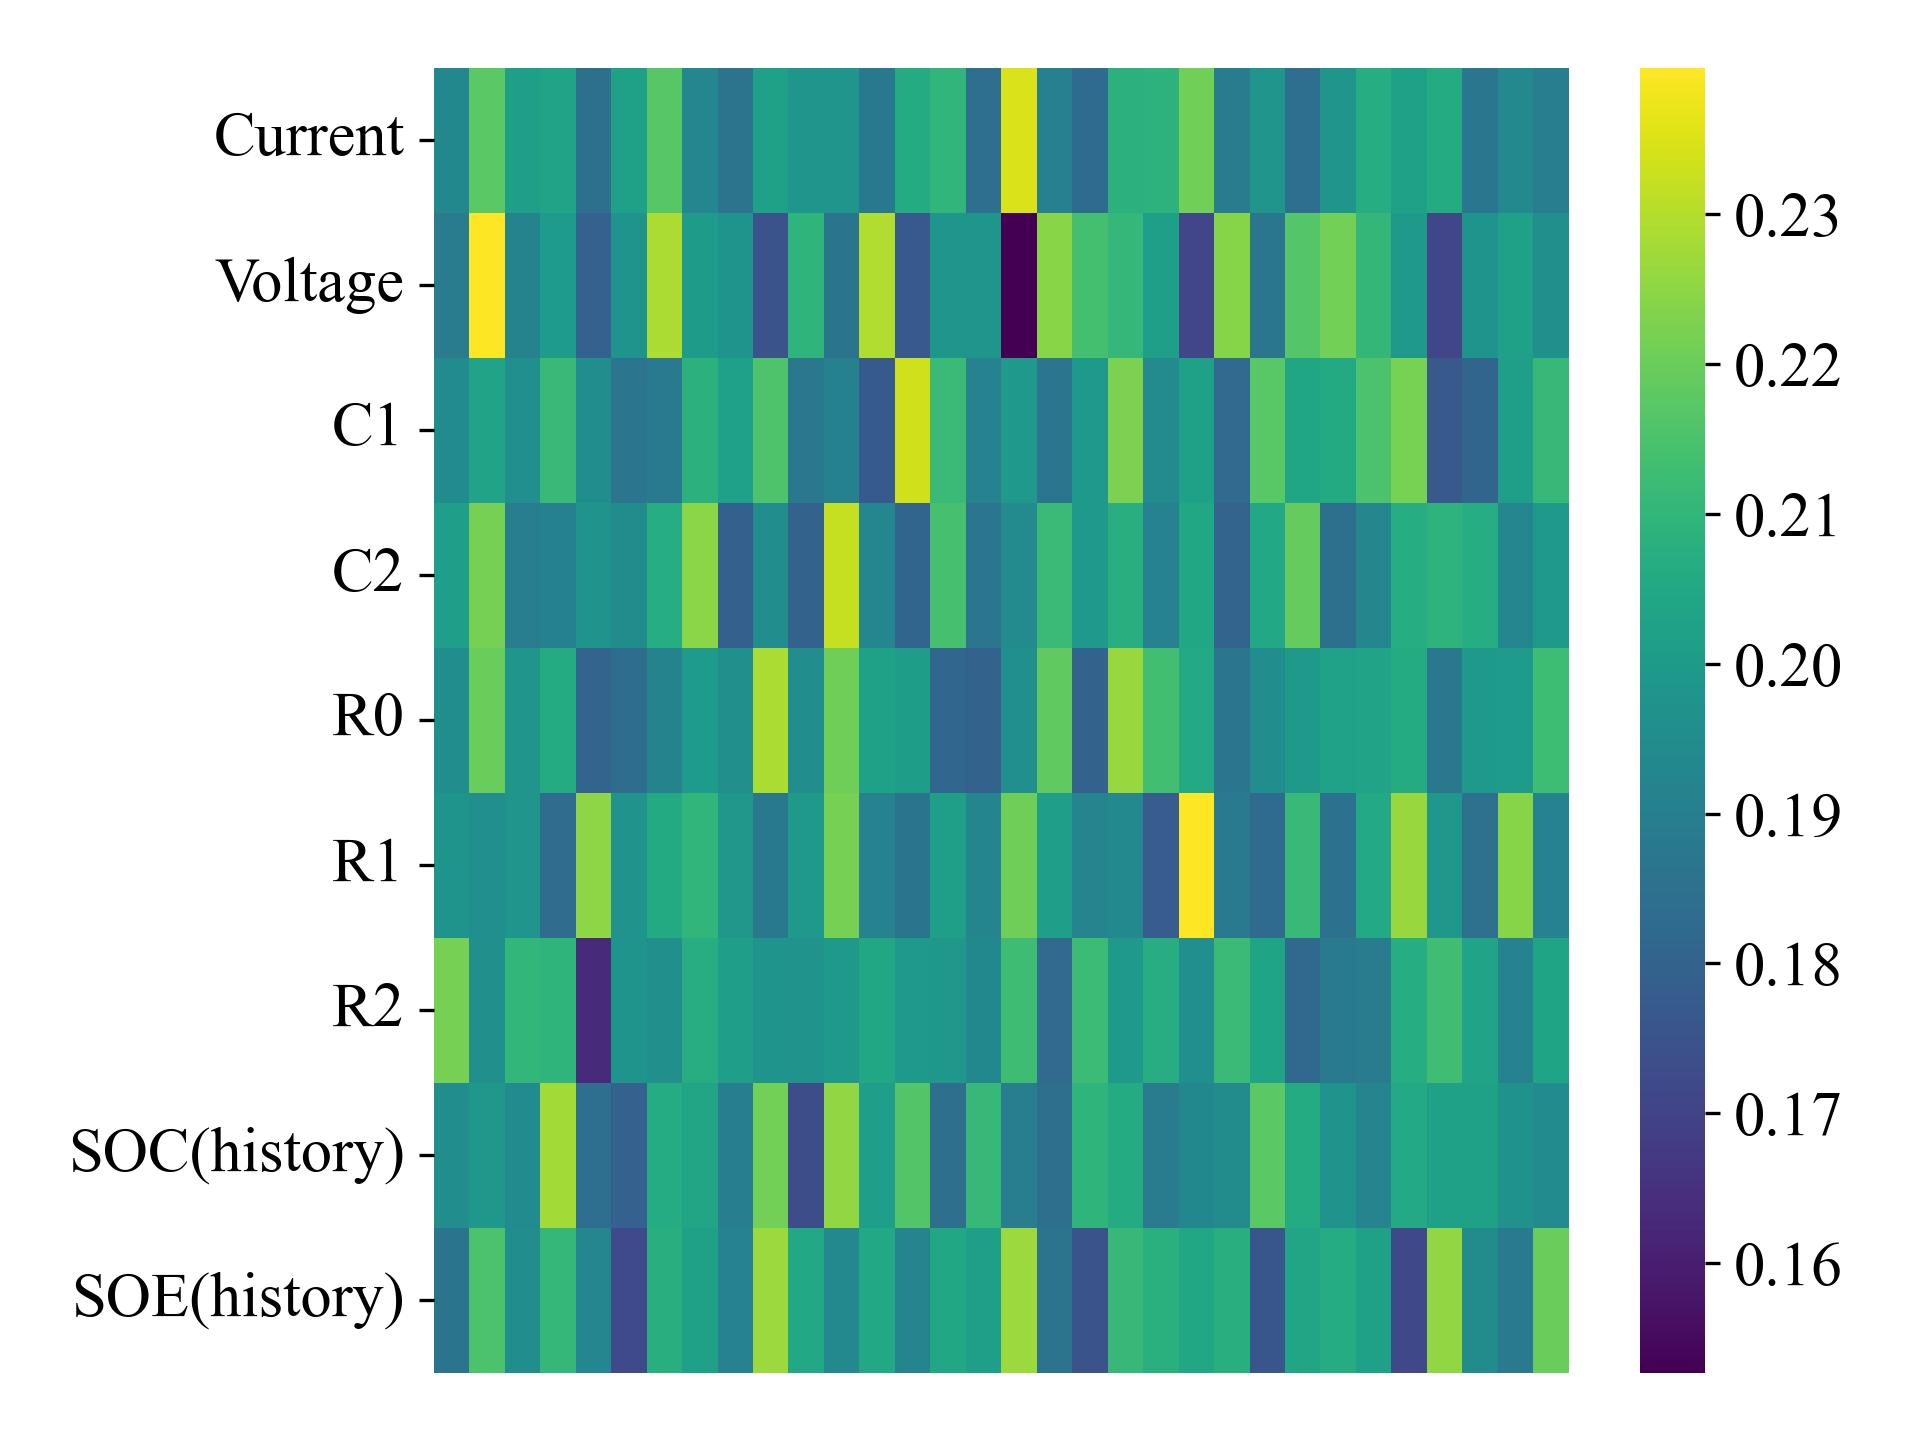 Current
Voltage
C1
C2
R0
R1
R2
SOC(history)
SOE(history)
0.23
0.22
0.21
0.20
0.19
0.18
0.17
0.16